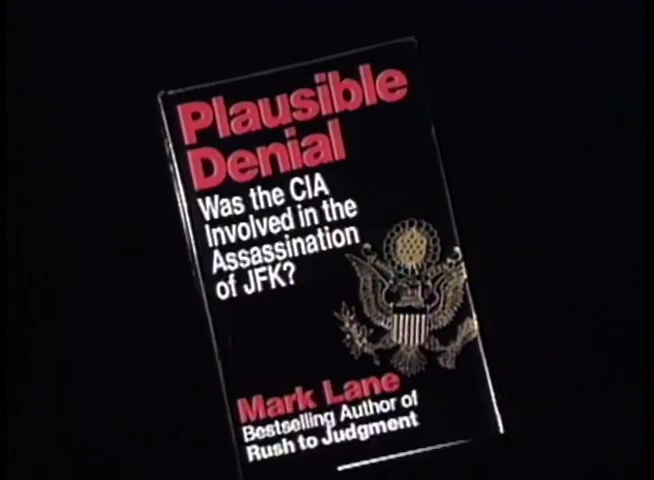 Plausible
Denial
Was the CIA
Involved in the
Assassination
of JFK?
Mark Lane
Bestselling Author of
Rush to Judgment